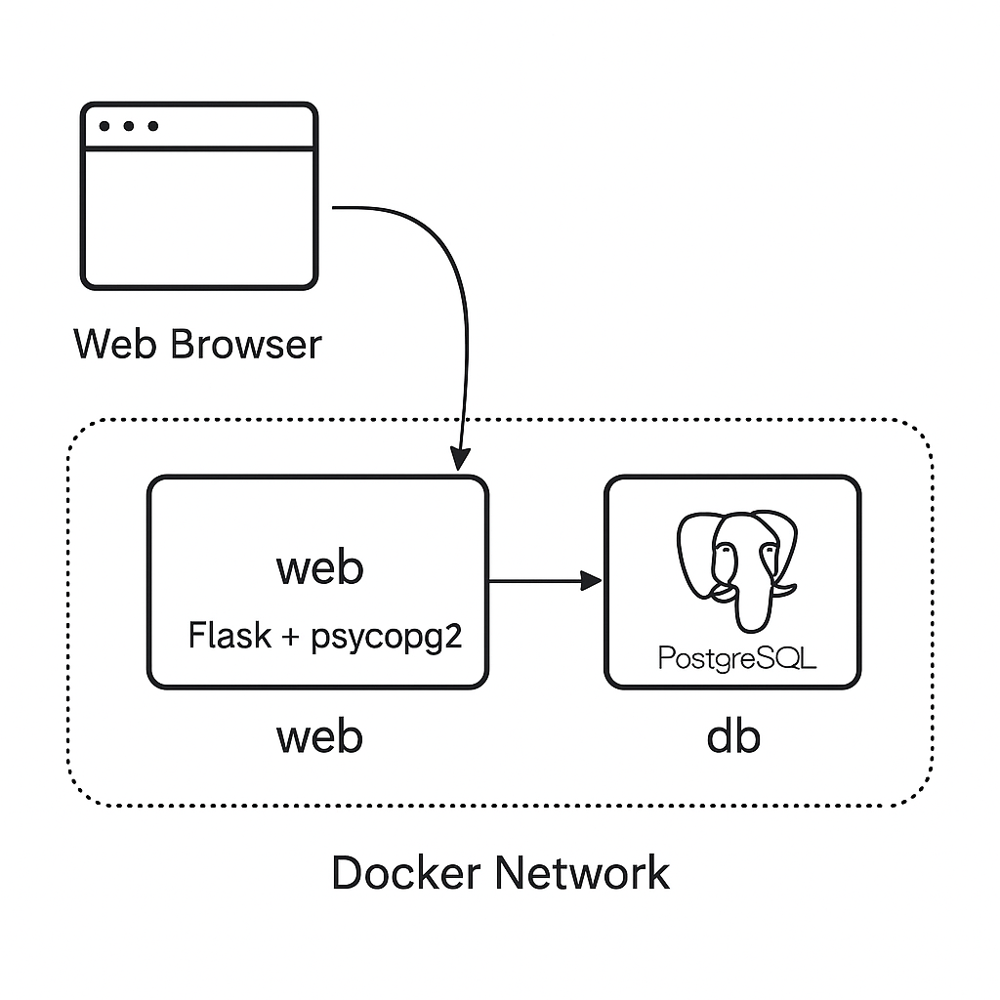 Web Browser
web
Flask + psycopg2
PostgreSQL
web
db
Docker Network